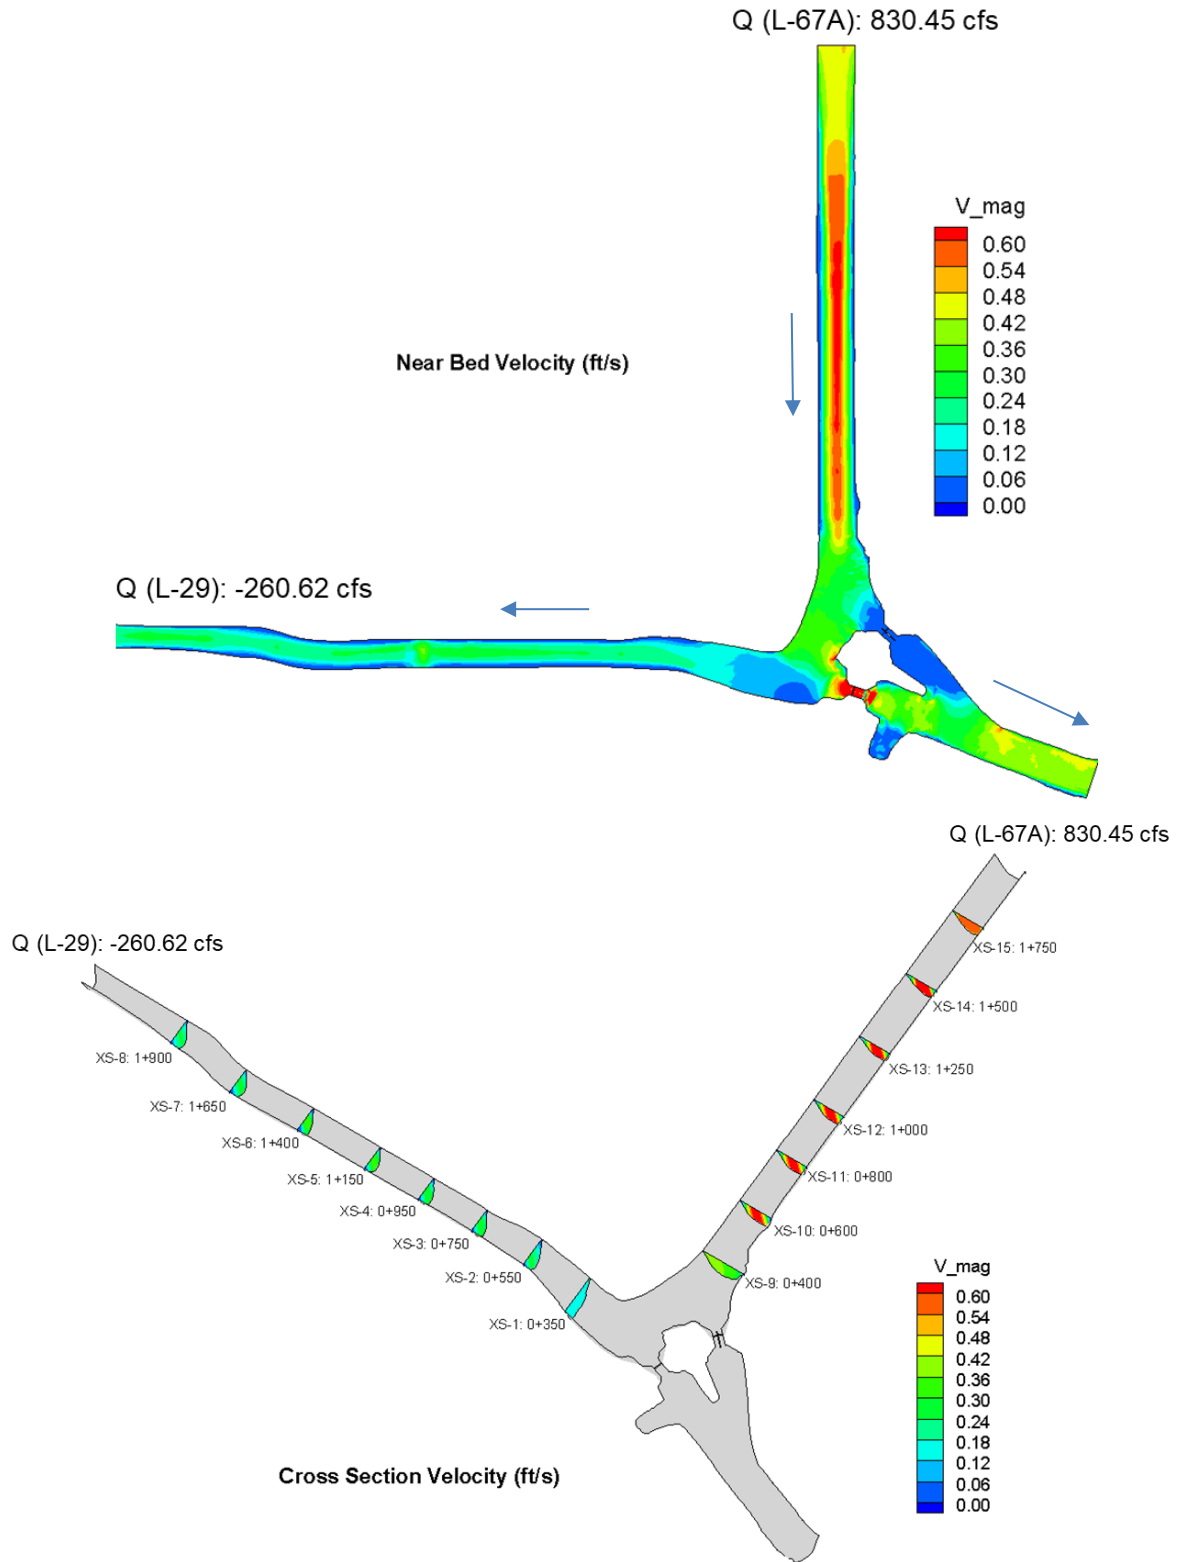 Q (L-67A): 830.45 cfs
V_mag
0.60
0.54
0.48
0.42
0.36
0.30
0.24
0.18
0.12
0.06
0.00
Near Bed Velocity (ft/s)
Q (L-29): -260.62 cfs
Q (L-67A): 830.45 cfs
Q (L-29): -260.62 cfs
XS-15: 1+750
XS-14: 1+500
XS-13: 1+250
XS-12: 1+000
XS-11: 0+800
XS-10: 0+600
XS-9: 0+400
XS-8: 1+900
XS-7: 1+650
XS-6: 1+400
XS-5: 1+150
XS-4: 0+950
XS-3: 0+750
XS-2: 0+550
XS-1: 0+350
V_mag
0.60
0.54
0.48
0.42
0.36
0.30
0.24
0.18
0.12
0.06
0.00
Cross Section Velocity (ft/s)